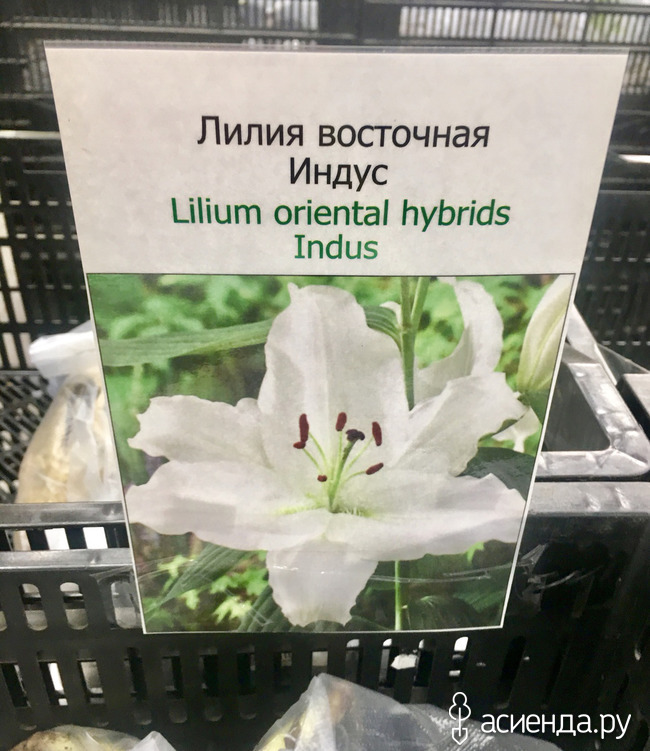 Лилия восточная
Индус
Lilium oriental hybrids
Indus
асиенда.ру